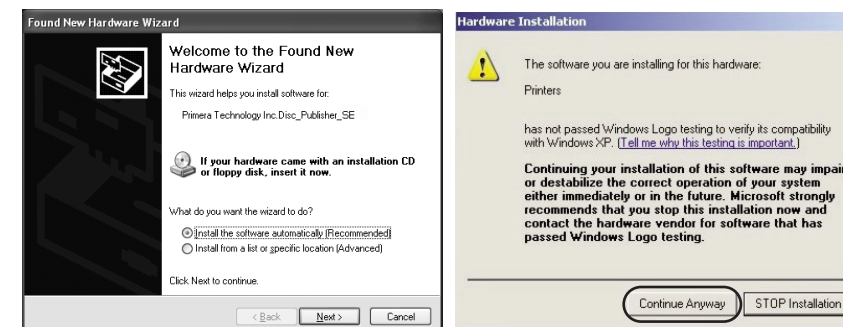 Found New Hardware Wizard
Welcome to the Found New
Hardware Wizard
This wizard helps you install software for:
Primera Technology Inc.Disc_Publisher_SE
If your hardware came with an installation CD
or floppy disk, insert it now.
What do you want the wizard to do?
Install the software automatically (Recommended)
Install from a list or specific location (Advanced)
Click Next to continue.
< Back
Next >
Cancel
Hardware Installation
The software you are installing for this hardware:
Printers
has not passed Windows Logo testing to verify its compatibility
with Windows XP. (Tell me why this testing is important.)
Continuing your installation of this software may impair
or destabilize the correct operation of your system
either immediately or in the future. Microsoft strongly
recommends that you stop this installation now and
contact the hardware vendor for software that has
passed Windows Logo testing.
Continue Anyway
STOP Installation